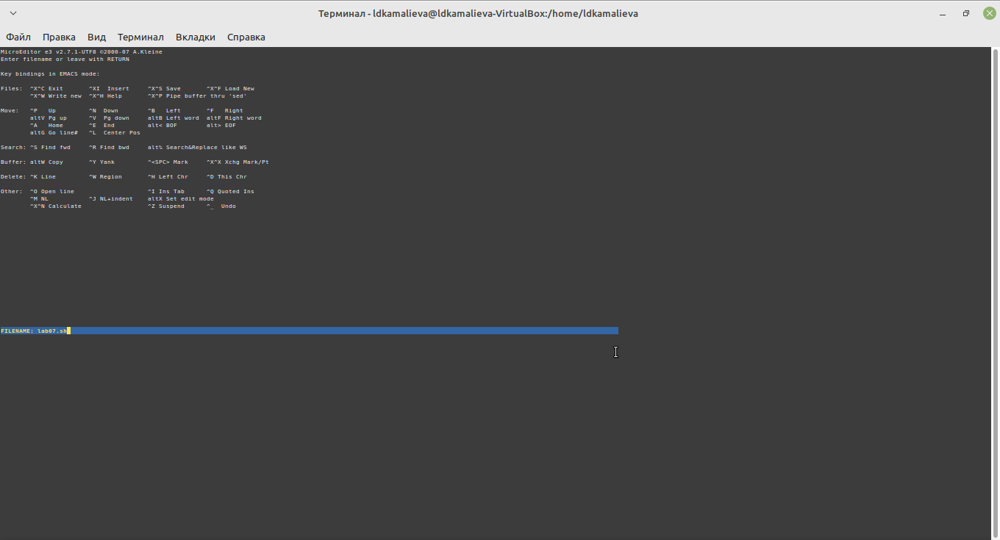 Терминал - ldkamalieva@ldkamalieva-VirtualBox:/home/ldkamalieva
Файл Правка Вид Терминал Вкладки Справка
MicroEditor e3 v2.7.1-UTF8 ©2000-07 A.Kleine
Enter filename or leave with RETURN
Key bindings in EMACS mode:
Files:  ^X^C Exit       ^XI  Insert     ^X^S Save       ^X^F Load New
        ^X^W Write new  ^X^H Help       ^X^P Pipe buffer thru 'sed'
Move:   ^P   Up         ^N  Down        ^B   Left       ^F   Right
        altV Pg up      ^V  Pg down     altB Left word  altF Right word
        ^A   Home       ^E  End         alt< BOF        alt> EOF
        altG Go line#   ^L  Center Pos
Search: ^S Find fwd     ^R Find bwd     alt% Search&Replace like WS
Buffer: altW Copy       ^Y Yank         ^<SPC> Mark     ^X^X Xchg Mark/Pt
Delete: ^K Line         ^W Region       ^H Left Chr     ^D This Chr
Other:  ^O Open line                    ^I Ins Tab      ^Q Quoted Ins
        ^M NL           ^J NL+indent    altX Set edit mode
        ^X^N Calculate                  ^Z Suspend      ^_  Undo
FILENAME: lab07.sh